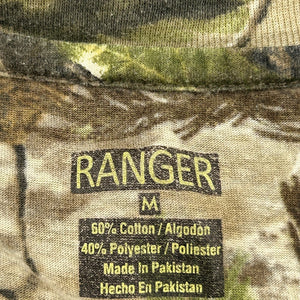 RANGER
M
60% Cotton / Algodon
40% Polyester / Poliester
Made In Pakistan
Hecho En Pakistan